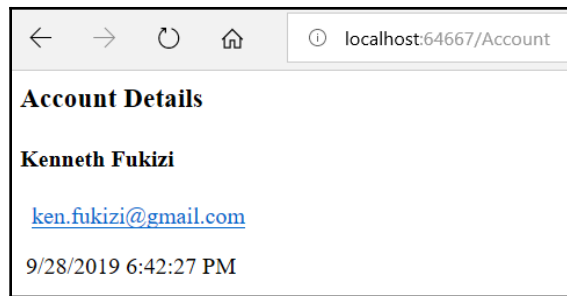 localhost:64667/Account
Account Details
Kenneth Fukizi
ken.fukizi@gmail.com
9/28/2019 6:42:27 PM